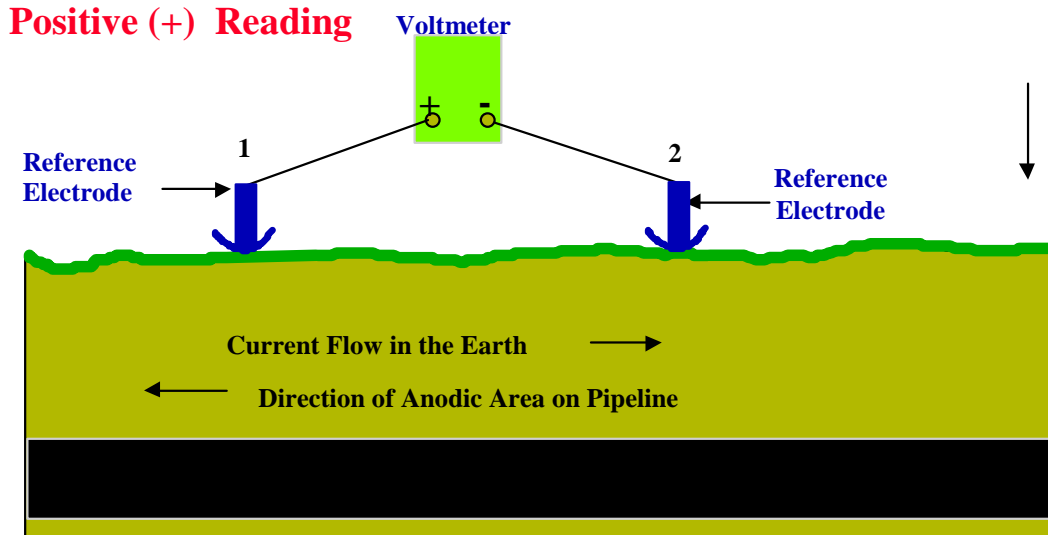 Positive (+) Reading
Voltmeter
+ -
1
2
Reference
Electrode
Reference
Electrode
Current Flow in the Earth
Direction of Anodic Area on Pipeline